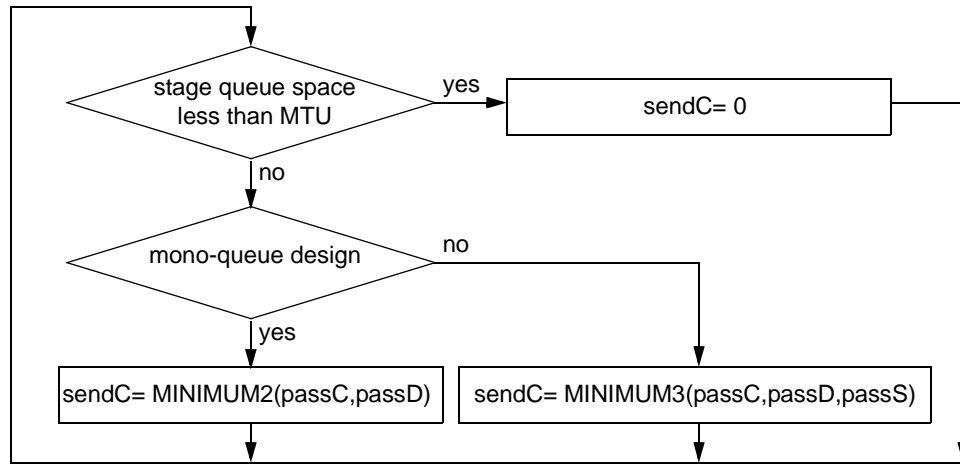 stage queue space
less than MTU
yes
sendC= 0
no
mono-queue design
no
yes
sendC= MINIMUM2(passC,passD)
sendC= MINIMUM3(passC,passD,passS)